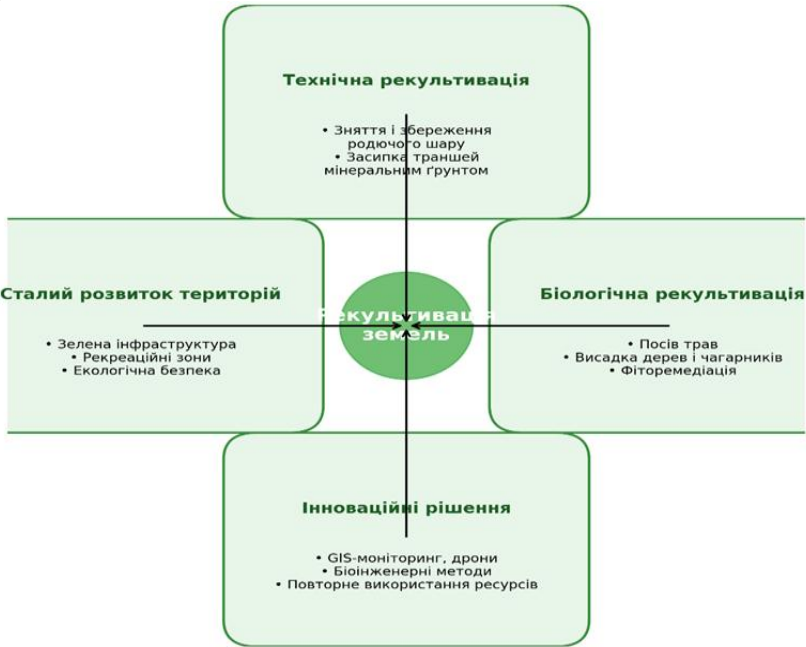 Технічна рекультивація
• Зняття і збереження
родючого шару
• Засипка траншей
мінеральним ґрунтом
Сталий розвиток територій
• Зелена інфраструктура
• Рекреаційні зони
• Екологічна безпека
Рекультивація
земель
Біологічна рекультивація
• Посів трав
• Висадка дерев і чагарників
• Фіторемедіація
Інноваційні рішення
• GIS-моніторинг, дрони
• Біоінженерні методи
• Повторне використання ресурсів